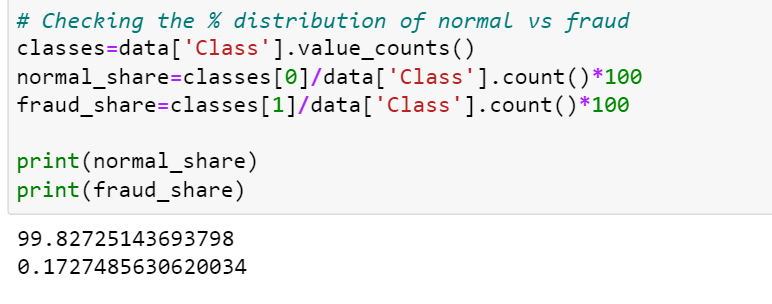 # Checking the % distribution of normal vs fraud
classes=data['Class'].value_counts()
normal_share=classes[0]/data['Class'].count()*100
fraud_share=classes[1]/data['Class'].count()*100
print(normal_share)
print(fraud_share)
99.82725143693798
0.1727485630620034